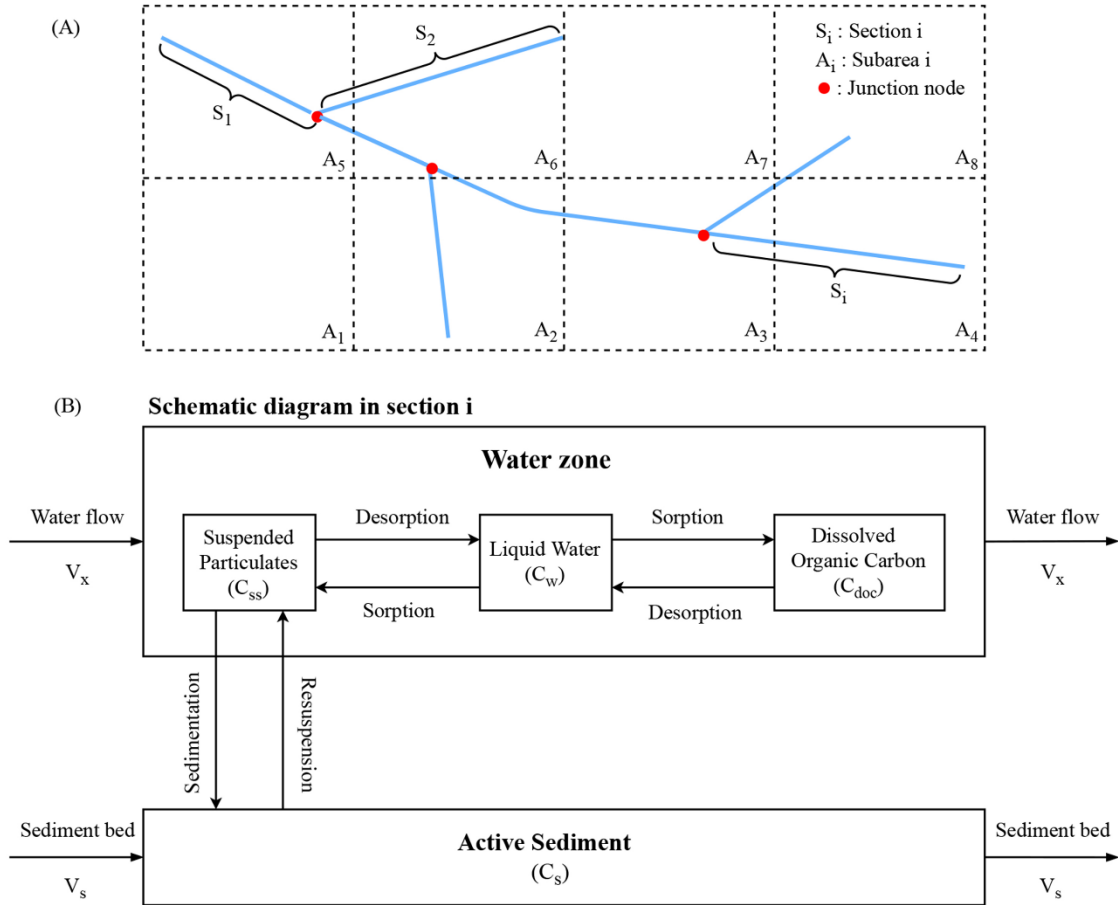 (A)
S1
S2
Si : Section i
Ai : Subarea i
: Junction node
A5
A6
A7
A8
Si
A1
A2
A3
A4
(B)
Schematic diagram in section i
Water zone
Water flow
Vx
Suspended
Particulates
(Css)
Desorption
Sorption
Liquid Water
(Cw)
Sorption
Desorption
Dissolved
Organic Carbon
(Cdoc)
Water flow
Vx
Sedimentation
Resuspension
Sediment bed
Vs
Active Sediment
(Cs)
Sediment bed
Vs